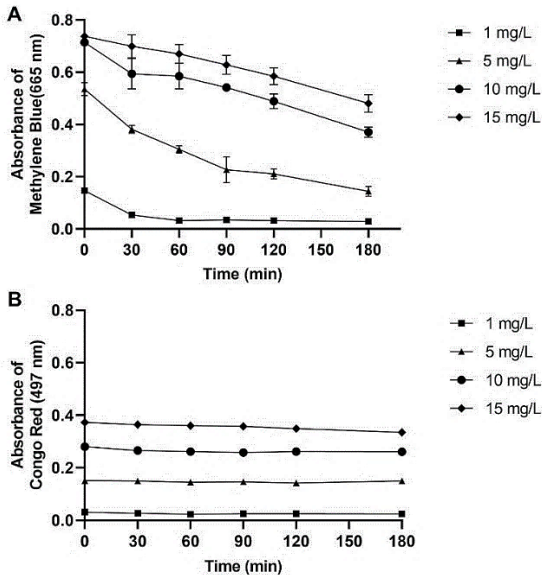 A
Absorbance of
Methylene Blue(665 nm)
0.8
0.6
0.4
0.2
0.0
0 30 60 90 120 150 180
Time (min)
1 mg/L
5 mg/L
10 mg/L
15 mg/L
B
Absorbance of
Congo Red (497 nm)
0.8
0.6
0.4
0.2
0.0
0 30 60 90 120 150 180
Time (min)
1 mg/L
5 mg/L
10 mg/L
15 mg/L